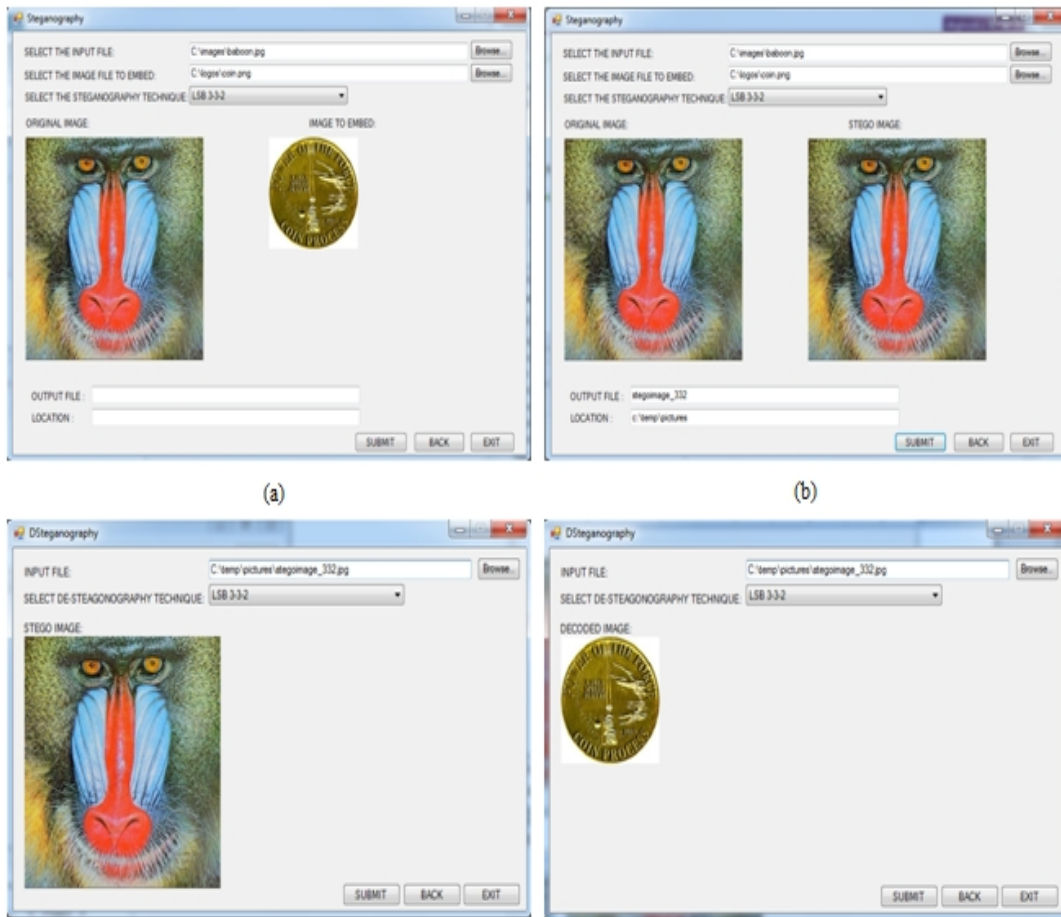 Steganography
SELECT THE INPUT FILE: C:\images\baboon.jpg Browse...
SELECT THE IMAGE FILE TO EMBED: C:\logos\coin.png Browse...
SELECT THE STEGANOGRAPHY TECHNIQUE LSB 3-3-2
ORIGINAL IMAGE: IMAGE TO EMBED:
COIN PROCESS
OUTPUT FILE :
LOCATION :
SUBMIT BACK EXIT
(a)
Steganography
SELECT THE INPUT FILE: C:\images\baboon.jpg Browse...
SELECT THE IMAGE FILE TO EMBED: C:\logos\coin.png Browse...
SELECT THE STEGANOGRAPHY TECHNIQUE: LSB 3-3-2
ORIGINAL IMAGE: STEGO IMAGE:
OUTPUT FILE : stegoimage_332
LOCATION : c:\temp\pictures
SUBMIT BACK EXIT
(b)
DSteganography
INPUT FILE: C:\temp\pictures\stegoimage_332.jpg Browse...
SELECT DE-STEAGONOGRAPHY TECHNIQUE: LSB 3-3-2
STEGO IMAGE:
SUBMIT BACK EXIT
DSteganography
INPUT FILE: C:\temp\pictures\stegoimage_332.jpg Browse...
SELECT DE-STEAGONOGRAPHY TECHNIQUE: LSB 3-3-2
DECODED IMAGE:
COIN PROCESS
SUBMIT BACK EXIT